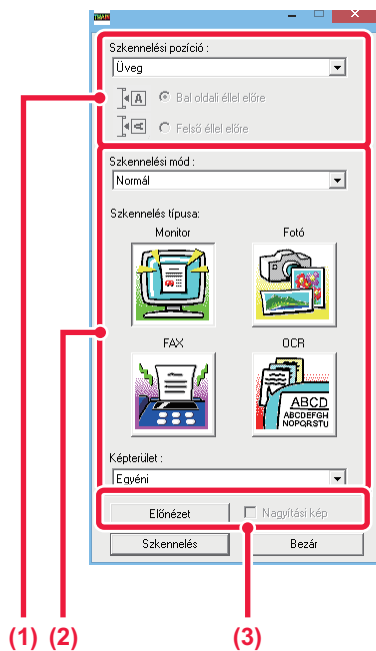 TWAIN
Szkennelési pozíció :
Üveg
A
Bal oldali éllel előre
A
Felső éllel előre
Szkennelési mód :
Normál
Szkennelés típusa:
Monitor
Fotó
FAX
OCR
ABCD
ABCDEFGH
NOPQRSTU
Képterület :
Egyéni
Előnézet
Nagyítási kép
Szkennelés
Bezár
(1)
(2)
(3)